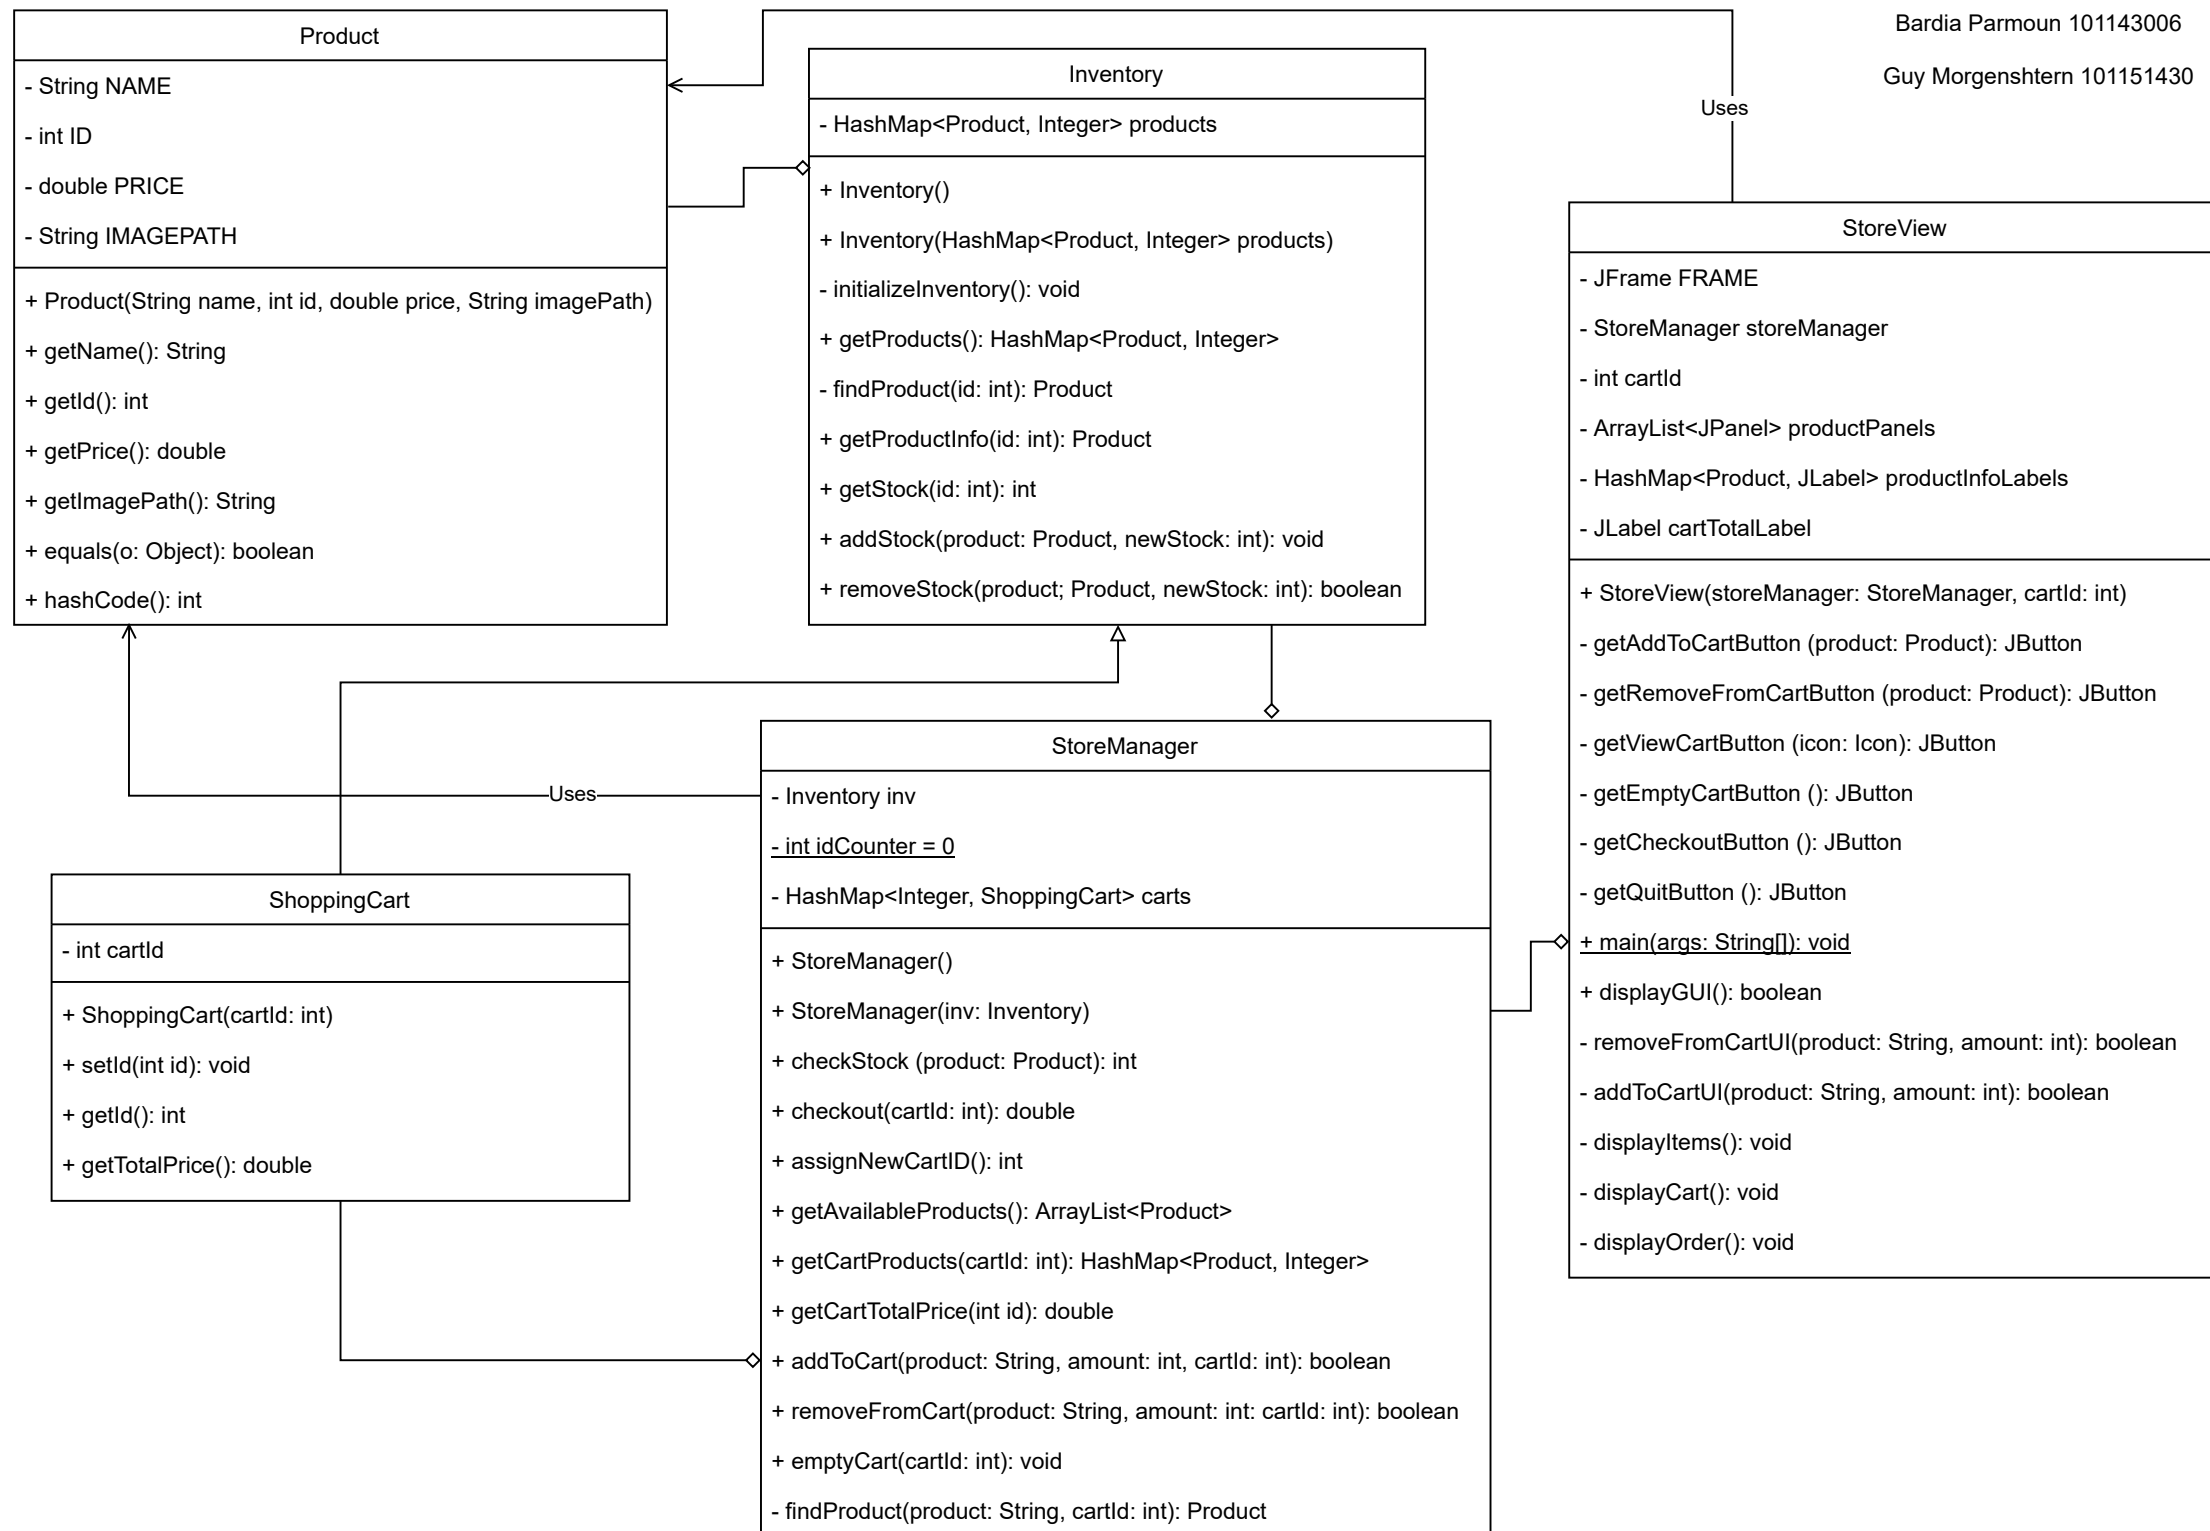 Product
- String NAME
- int ID
- double PRICE
- String IMAGEPATH
+ Product(String name, int id, double price, String imagePath)
+ getName(): String
+ getId(): int
+ getPrice(): double
+ getImagePath(): String
+ equals(o: Object): boolean
+ hashCode(): int
Inventory
- HashMap<Product, Integer> products
+ Inventory()
+ Inventory(HashMap<Product, Integer> products)
- initializeInventory(): void
+ getProducts(): HashMap<Product, Integer>
- findProduct(id: int): Product
+ getProductInfo(id: int): Product
+ getStock(id: int): int
+ addStock(product: Product, newStock: int): void
+ removeStock(product; Product, newStock: int): boolean
Bardia Parmoun 101143006
Guy Morgenshtern 101151430
Uses
StoreView
- JFrame FRAME
- StoreManager storeManager
- int cartId
- ArrayList<JPanel> productPanels
- HashMap<Product, JLabel> productInfoLabels
- JLabel cartTotalLabel
+ StoreView(storeManager: StoreManager, cartId: int)
- getAddToCartButton (product: Product): JButton
- getRemoveFromCartButton (product: Product): JButton
- getViewCartButton (icon: Icon): JButton
- getEmptyCartButton (): JButton
- getCheckoutButton (): JButton
- getQuitButton (): JButton
+ main(args: String[]): void
+ displayGUI(): boolean
- removeFromCartUI(product: String, amount: int): boolean
- addToCartUI(product: String, amount: int): boolean
- displayItems(): void
- displayCart(): void
- displayOrder(): void
Uses
ShoppingCart
- int cartId
+ ShoppingCart(cartId: int)
+ setId(int id): void
+ getId(): int
+ getTotalPrice(): double
StoreManager
- Inventory inv
- int idCounter = 0
- HashMap<Integer, ShoppingCart> carts
+ StoreManager()
+ StoreManager(inv: Inventory)
+ checkStock (product: Product): int
+ checkout(cartId: int): double
+ assignNewCartID(): int
+ getAvailableProducts(): ArrayList<Product>
+ getCartProducts(cartId: int): HashMap<Product, Integer>
+ getCartTotalPrice(int id): double
+ addToCart(product: String, amount: int, cartId: int): boolean
+ removeFromCart(product: String, amount: int: cartId: int): boolean
+ emptyCart(cartId: int): void
- findProduct(product: String, cartId: int): Product